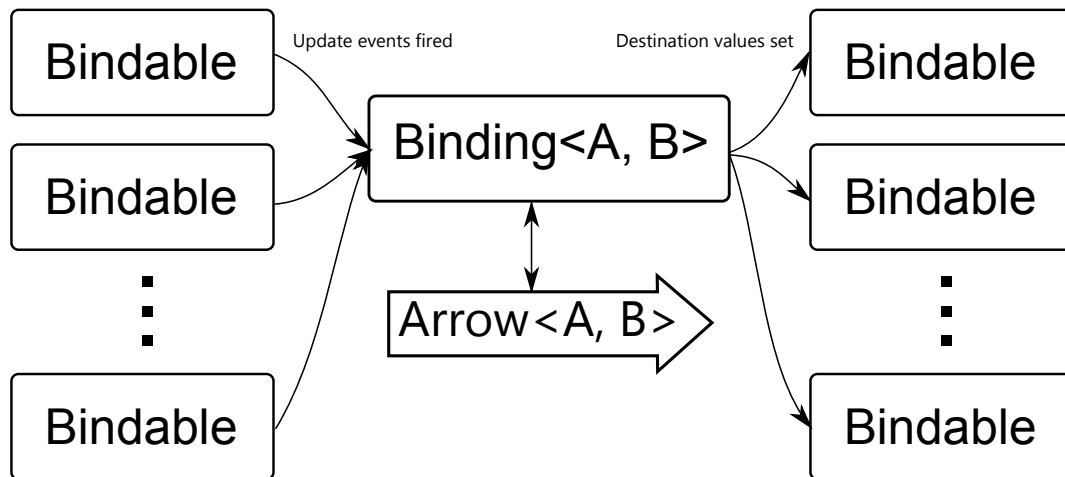 Bindable
Update events fired
Destination values set
Bindable
Binding<A, B>
Bindable
Bindable
Arrow<A, B>
Bindable
Bindable